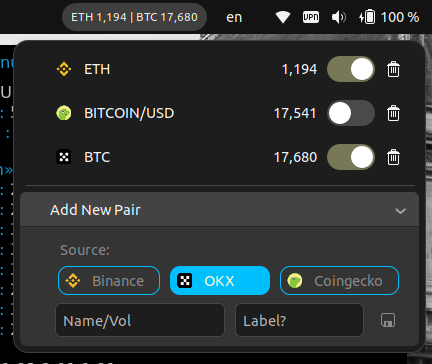 ETH 1,194 | BTC 17,680 en VPN 100 %
ETH 1,194
BITCOIN/USD 17,541
BTC 17,680
Add New Pair
Source:
Binance OKX Coingecko
Name/Vol Label?